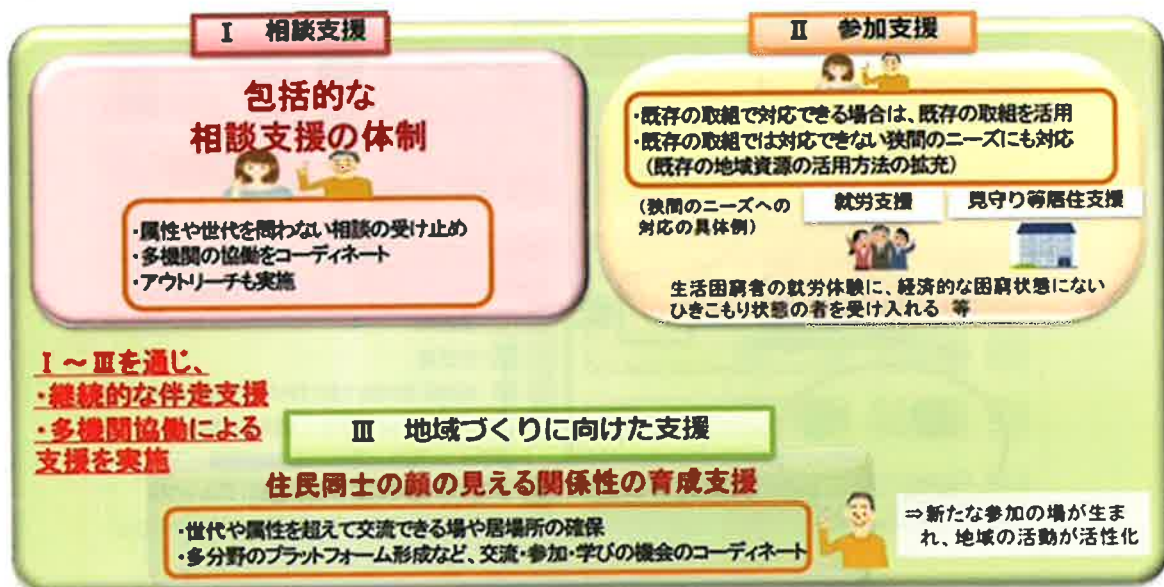 Ⅰ 相談支援
包括的な
相談支援の体制
・属性や世代を問わない相談の受け止め
・多機関の協働をコーディネート
・アウトリーチも実施
Ⅱ 参加支援
・既存の取組で対応できる場合は、既存の取組を活用
・既存の取組では対応できない狭間のニーズにも対応
(既存の地域資源の活用方法の拡充)
(狭間のニーズへの
対応の具体例)
就労支援
見守り等居住支援
生活困窮者の就労体験に、経済的な困窮状態にない
ひきこもり状態の者を受け入れる 等
Ⅰ～Ⅲを通じ、
・継続的な伴走支援
・多機関協働による
支援を実施
Ⅲ 地域づくりに向けた支援
住民同士の顔の見える関係性の育成支援
・世代や属性を超えて交流できる場や居場所の確保
・多分野のプラットフォーム形成など、交流・参加・学びの機会のコーディネート
⇒新たな参加の場が生ま
れ、地域の活動が活性化